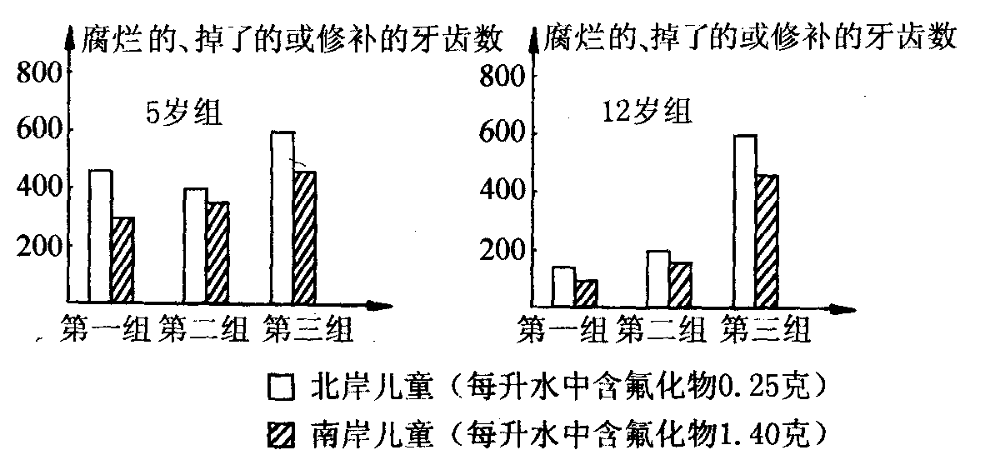 腐烂的、掉了的或修补的牙齿数
800
600
400
200
5岁组
第一组 第二组 第三组
腐烂的、掉了的或修补的牙齿数
800
600
400
200
12岁组
第一组 第二组 第三组
北岸儿童（每升水中含氟化物0.25克）
南岸儿童（每升水中含氟化物1.40克）